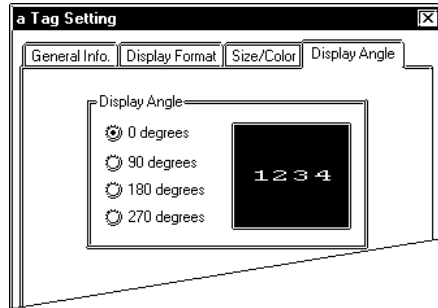 a Tag Setting
General Info. Display Format Size/Color Display Angle
Display Angle
0 degrees
90 degrees
180 degrees
270 degrees
1234